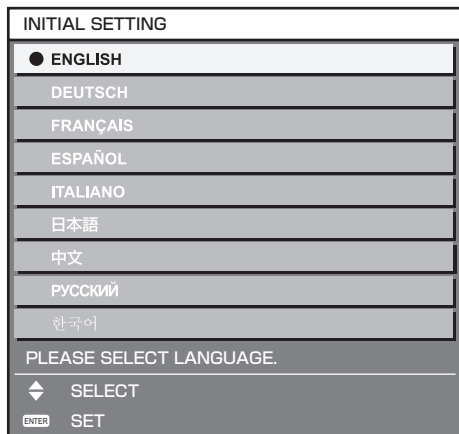 INITIAL SETTING
ENGLISH
DEUTSCH
FRANÇAIS
ESPAÑOL
ITALIANO
日本語
中文
РУССКИЙ
한국어
PLEASE SELECT LANGUAGE.
SELECT
ENTER SET